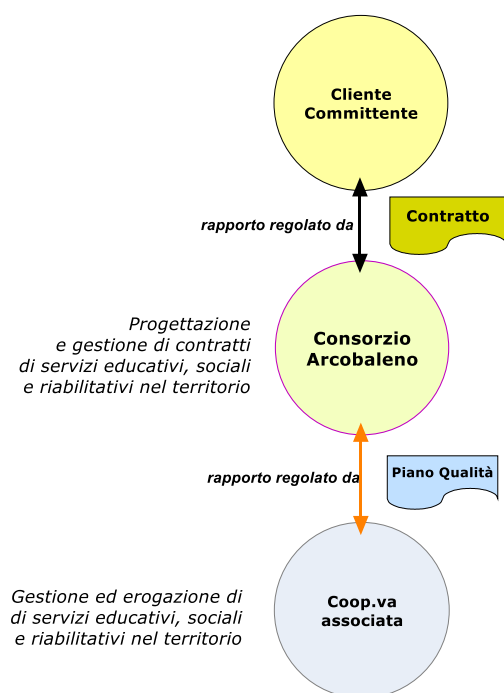 Cliente
Committente
rapporto regolato da
Contratto
Progettazione
e gestione di contratti
di servizi educativi, sociali
e riabilitativi nel territorio
Consorzio
Arcobaleno
rapporto regolato da
Piano Qualità
Gestione ed erogazione di
di servizi educativi, sociali
e riabilitativi nel territorio
Coop.va
associata